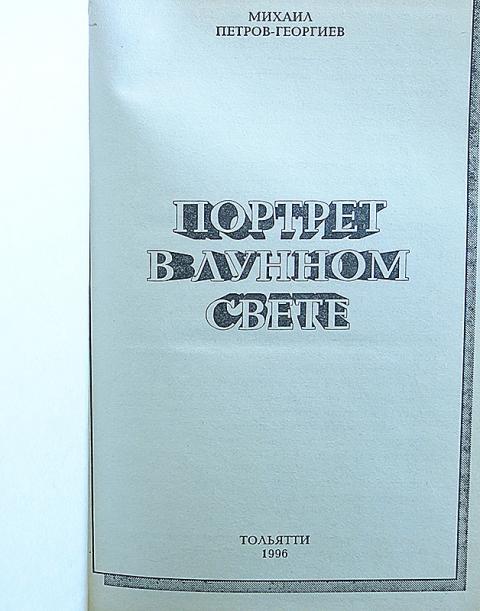 МИХАИЛ
ПЕТРОВ-ГЕОРГИЕВ
ПОРТРЕТ
В ЛУННОМ
СВЕТЕ
ТОЛЬЯТТИ
1996